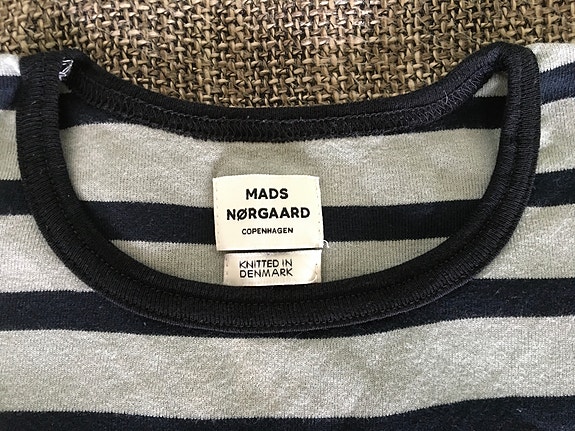 MADS
NØRGAARD
COPENHAGEN
KNITTED IN
DENMARK